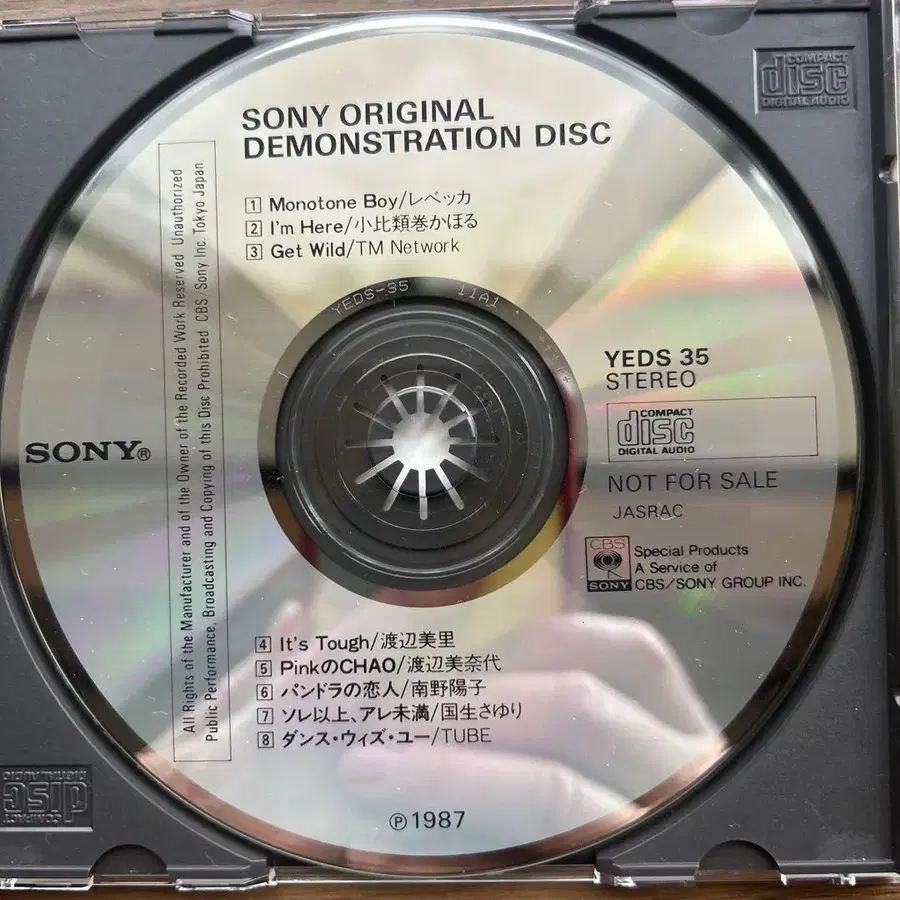 COMPACT
disc
DIGITAL AUDIO
SONY ORIGINAL
DEMONSTRATION DISC
1 Monotone Boy/レベッカ
2 I'm Here/小比類巻かほる
3 Get Wild/TM Network
YEDS-35 11A1 ++++ +
All Rights of the Manufacturer and of the Owner of the Recorded Work Reserved Unauthorized
Public Performance, Broadcasting and Copying of this Disc Prohibited CBS/Sony Inc. Tokyo Japan.
SONY®
YEDS 35
STEREO
COMPACT
disc
DIGITAL AUDIO
NOT FOR SALE
JASRAC
CBS
SONY
Special Products
A Service of
CBS/SONY GROUP INC.
4 It's Tough/渡辺美里
5 PinkのCHAO/渡辺美奈代
6 パンドラの恋人/南野陽子
7 ソレ以上、アレ未満/国生さゆり
8 ダンス・ウィズ・ユー/TUBE
Ⓟ1987
COMPACT
disc
DIGITAL AUDIO